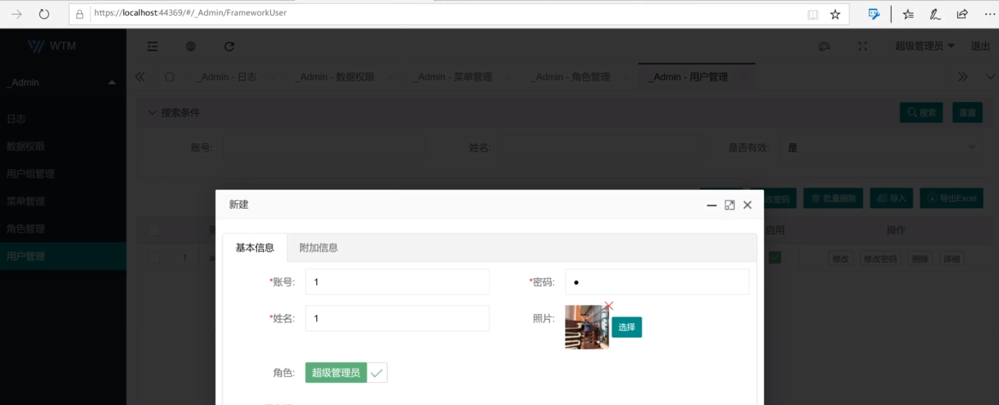 https://localhost:44369/#/_Admin/FrameworkUser
WTM
超级管理员 退出
_Admin
_Admin - 日志 _Admin - 数据权限 _Admin - 菜单管理 _Admin - 角色管理 _Admin - 用户管理
日志
数据权限
用户组管理
菜单管理
角色管理
用户管理
搜索条件 搜索 重置
账号: 姓名: 是否有效: 是
改密码 批量删除 导入 导出Excel
启用 操作
1 a 修改 修改密码 删除 详细
新建
基本信息 附加信息
*账号: 1 *密码: ●
*姓名: 1 照片: 选择
角色: 超级管理员